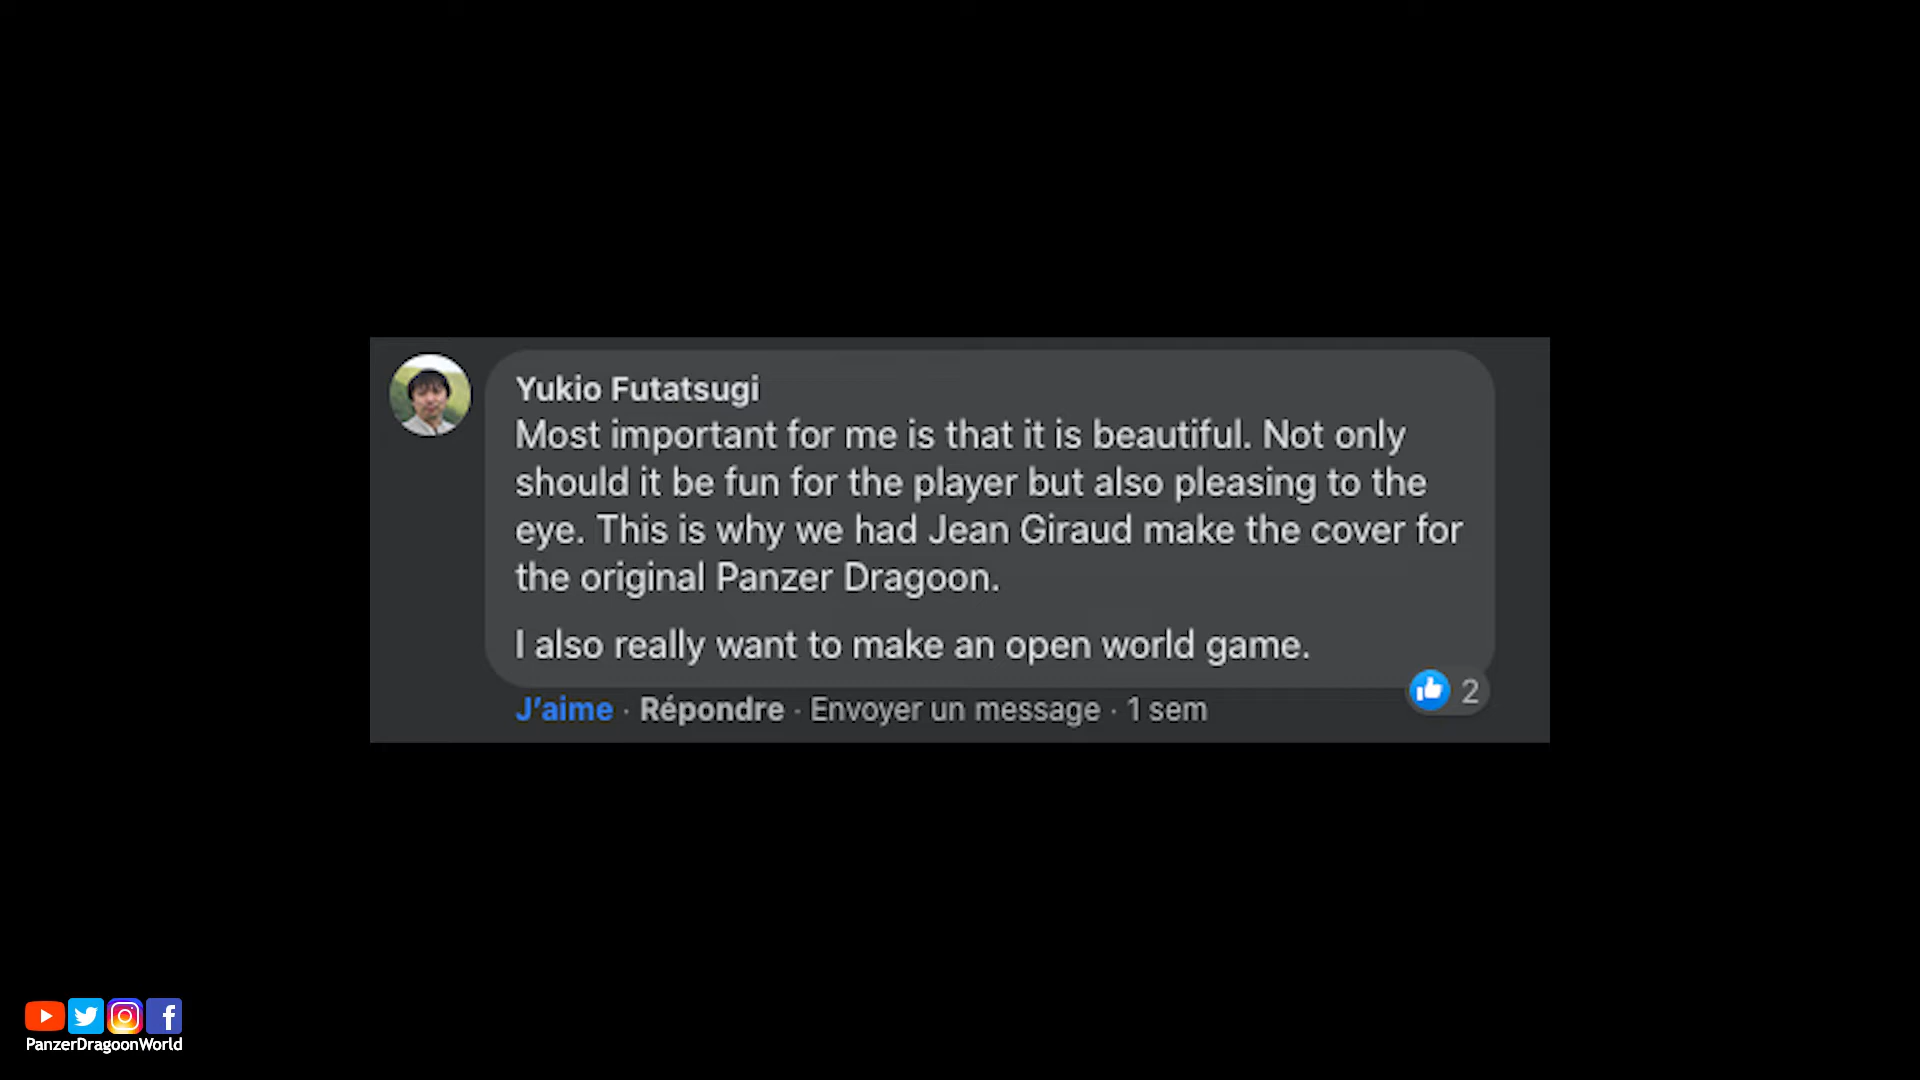 Yukio Futatsugi
Most important for me is that it is beautiful. Not only
should it be fun for the player but also pleasing to the
eye. This is why we had Jean Giraud make the cover for
the original Panzer Dragoon.
I also really want to make an open world game.
2
J'aime · Répondre · Envoyer un message · 1 sem
PanzerDragoonWorld